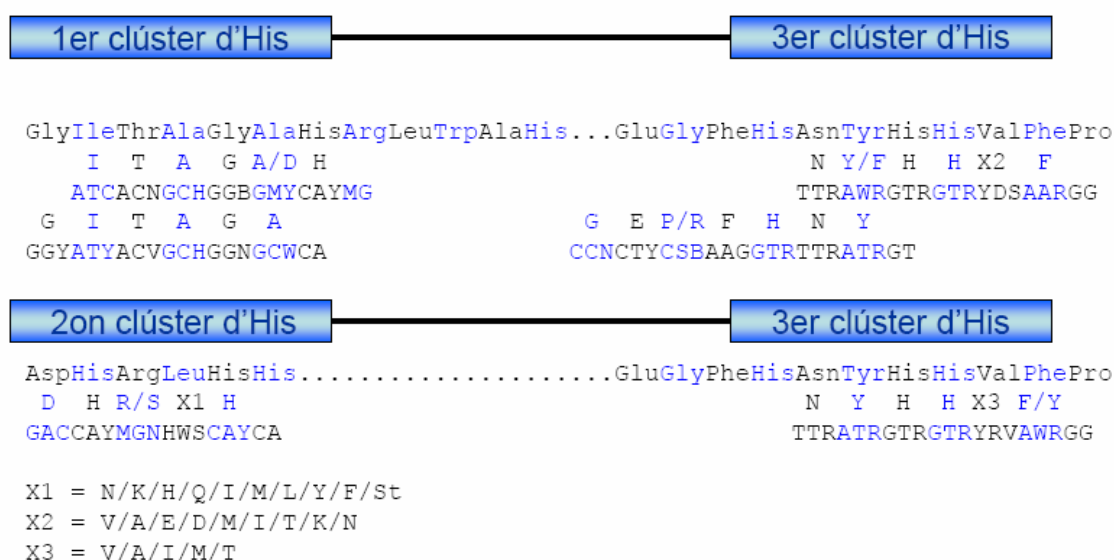 1er clúster d'His 3er clúster d'His
GlyIleThrAlaGlyAlaHisArgLeuTrpAlaHis...GluGlyPheHisAsnTyrHisHisValPhePro
I T A G A/D H N Y/F H H X2 F
ATCACNGCHGGBGMYCAYMG TTRAWRGTRGTRYDSAARGG
G I T A G A G E P/R F H N Y
GGYATYACVGCHGGNGCWCA CCNCTYCSBAAGGTRTTRATRGT
2on clúster d'His 3er clúster d'His
AspHisArgLeuHisHis.....................GluGlyPheHisAsnTyrHisHisValPhePro
D H R/S X1 H N Y H H X3 F/Y
GACCAYMGNHWSCAYCA TTRATRGTRGTRYRVAWRGG
X1 = N/K/H/Q/I/M/L/Y/F/St
X2 = V/A/E/D/M/I/T/K/N
X3 = V/A/I/M/T